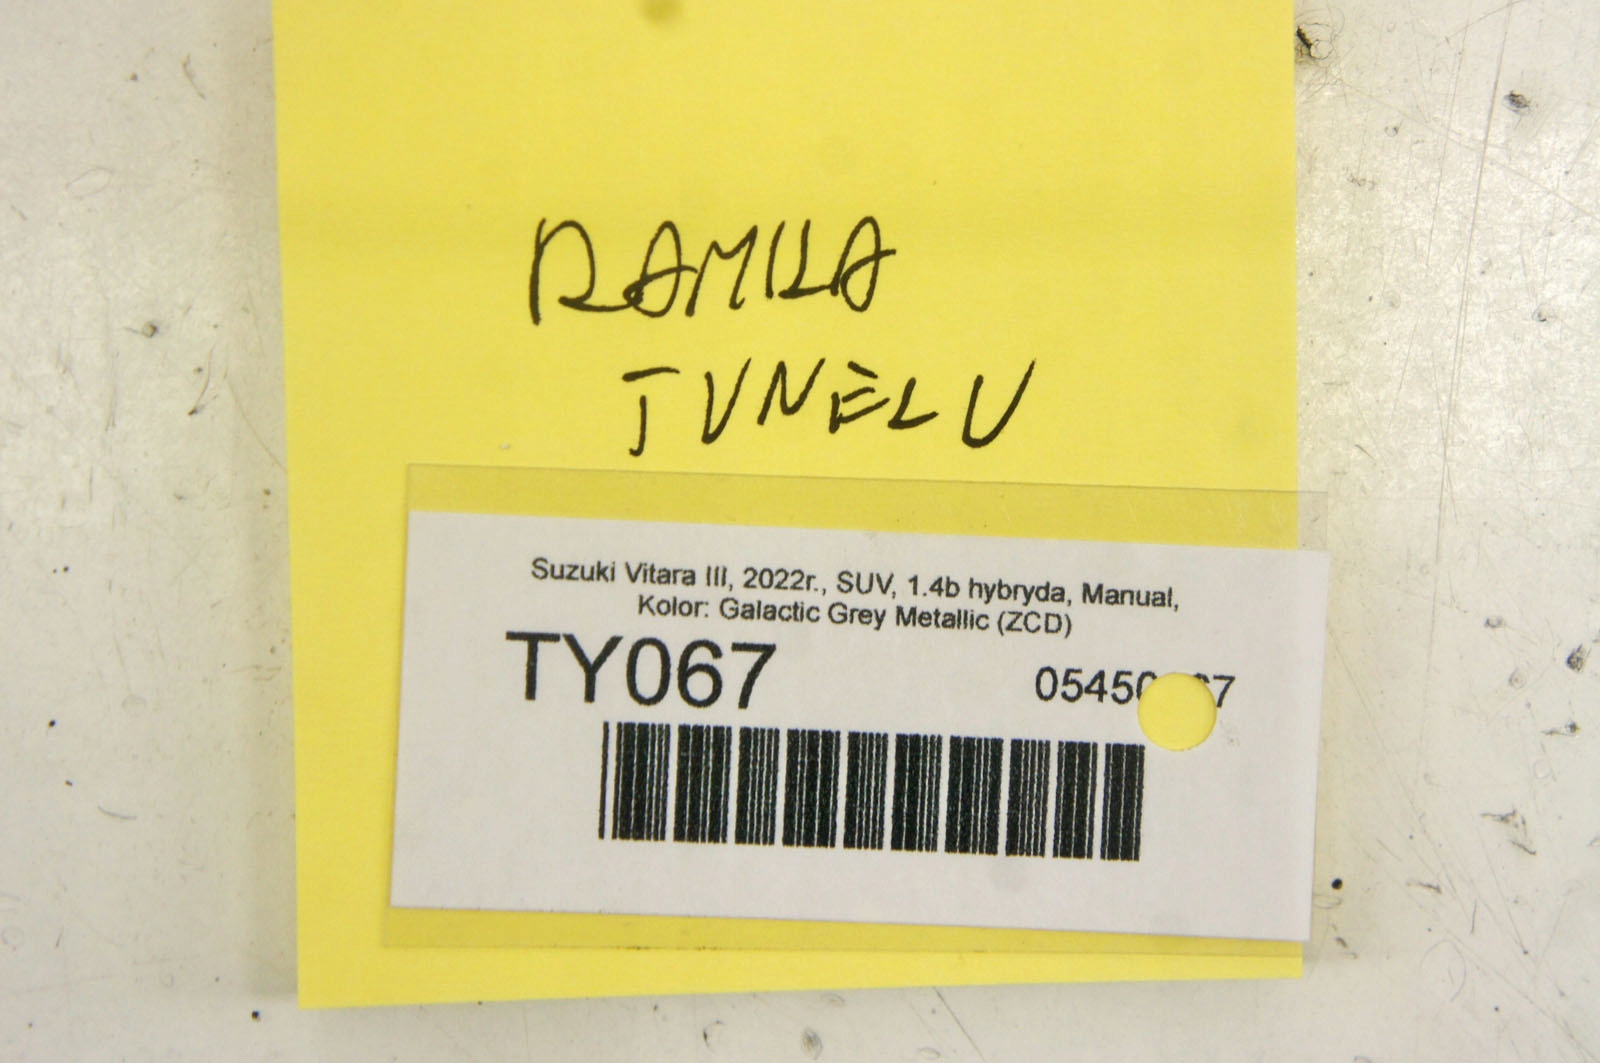 RAMKA
TUNELU
Suzuki Vitara III, 2022r., SUV, 1.4b hybryda, Manual,
Kolor: Galactic Grey Metallic (ZCD)
TY067